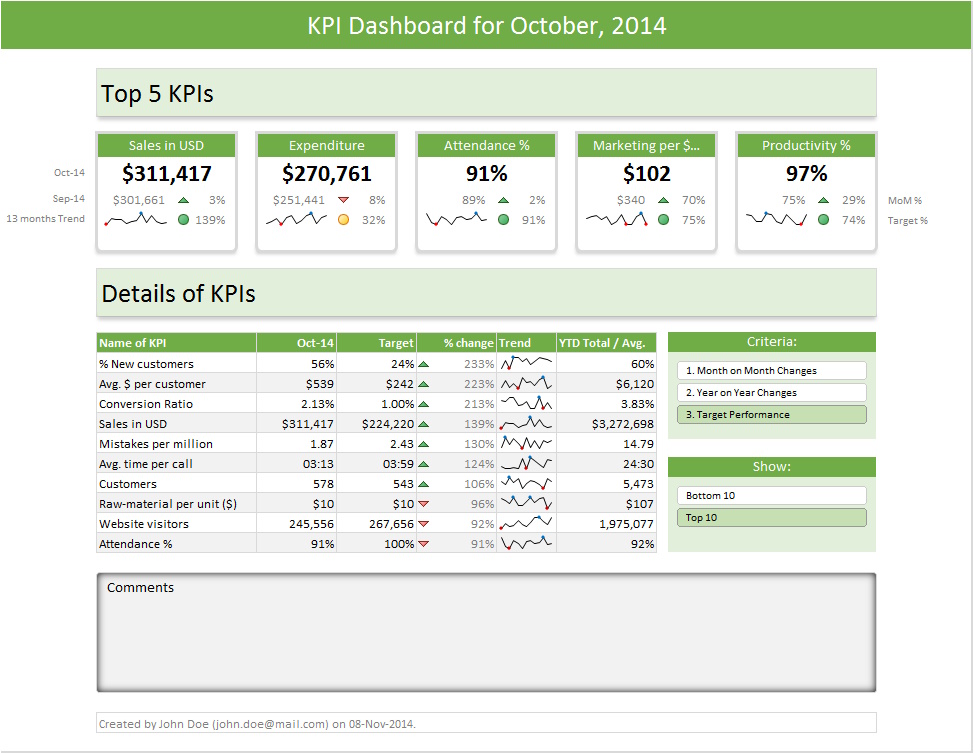 KPI Dashboard for October, 2014
Top 5 KPIs
Sales in USD Expenditure Attendance % Marketing per $... Productivity %
Oct-14 $311,417 $270,761 91% $102 97%
Sep-14 $301,661 3% $251,441 8% 89% 2% $340 70% 75% 29% MoM %
13 months Trend 139% 32% 91% 75% 74% Target %
Details of KPIs
Name of KPI Oct-14 Target % change Trend YTD Total / Avg.
% New customers 56% 24% 233% 60%
Avg. $ per customer $539 $242 223% $6,120
Conversion Ratio 2.13% 1.00% 213% 3.83%
Sales in USD $311,417 $224,220 139% $3,272,698
Mistakes per million 1.87 2.43 130% 14.79
Avg. time per call 03:13 03:59 124% 24:30
Customers 578 543 106% 5,473
Raw-material per unit ($) $10 $10 96% $107
Website visitors 245,556 267,656 92% 1,975,077
Attendance % 91% 100% 91% 92%
Criteria:
1. Month on Month Changes
2. Year on Year Changes
3. Target Performance
Show:
Bottom 10
Top 10
Comments
Created by John Doe (john.doe@mail.com) on 08-Nov-2014.